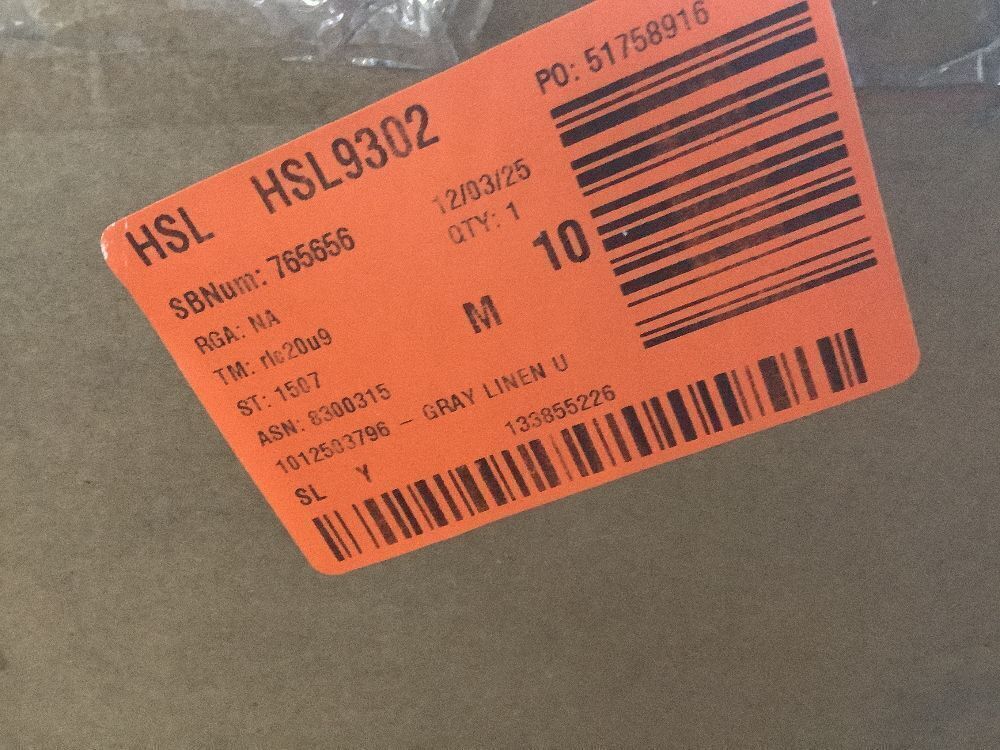 HSL HSL9302
PO: 51758916
SBNum: 765656
12/03/25
RGA: NA
QTY: 1
TM: rlc20u9
10
ST: 1507
M
ASN: 8300315
1012503796 – GRAY LINEN U
SL Y
133855226